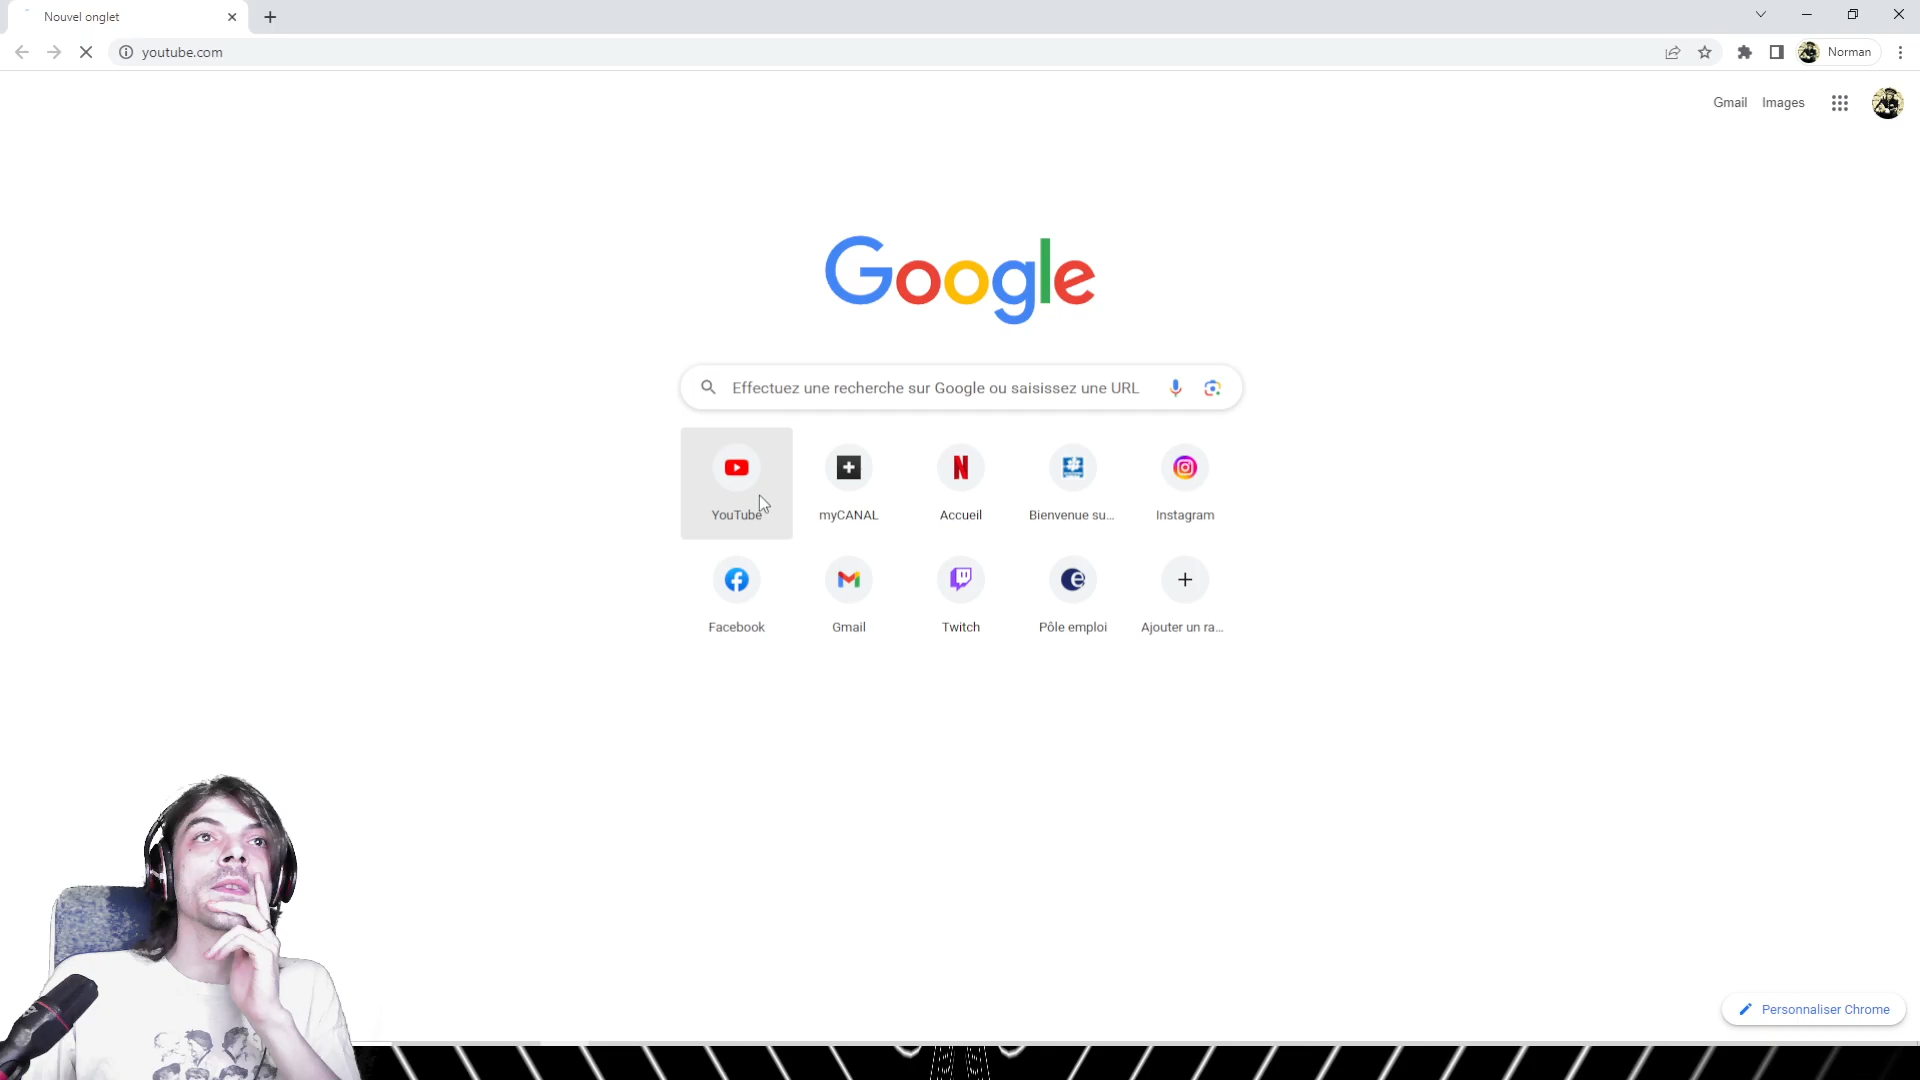 Nouvel onglet
youtube.com
Norman
Gmail Images
Google
Effectuez une recherche sur Google ou saisissez une URL
YouTube myCANAL Accueil Bienvenue su... Instagram
Facebook Gmail Twitch Pôle emploi Ajouter un ra...
Personnaliser Chrome